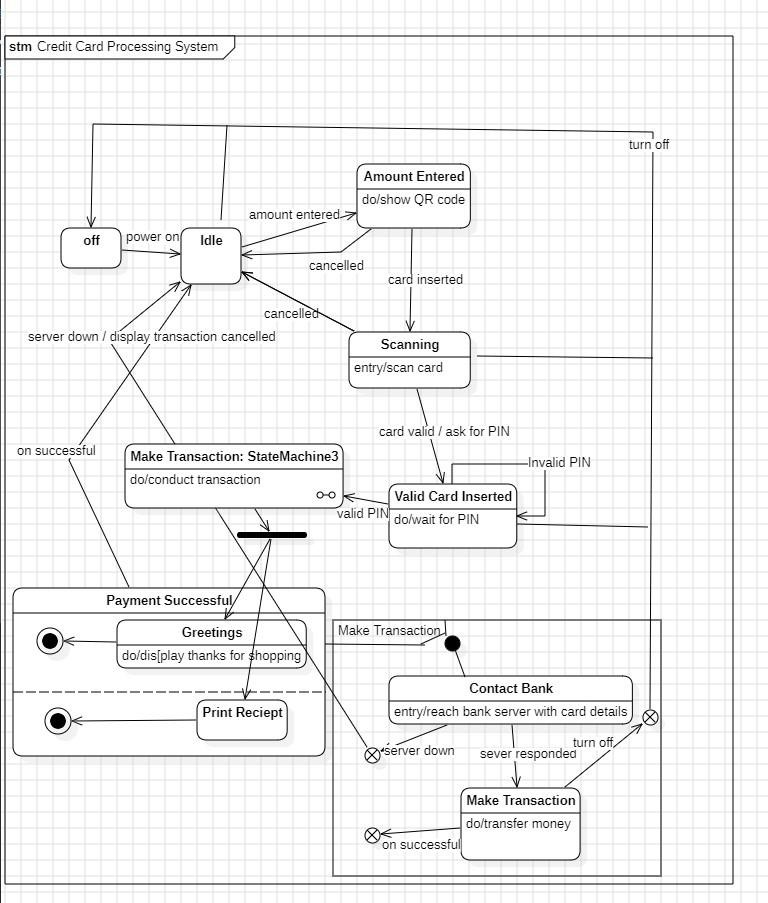 stm Credit Card Processing System
turn off
Amount Entered
do/show QR code
amount entered
off
power on
Idle
cancelled
card inserted
cancelled
server down / display transaction cancelled
Scanning
entry/scan card
card valid / ask for PIN
on successful
Make Transaction: StateMachine3
do/conduct transaction
Invalid PIN
Valid Card Inserted
do/wait for PIN
valid PIN
Payment Successful
Greetings
do/dis[play thanks for shopping
Make Transaction
Contact Bank
entry/reach bank server with card details
Print Reciept
server down
sever responded
turn off
Make Transaction
do/transfer money
on successful